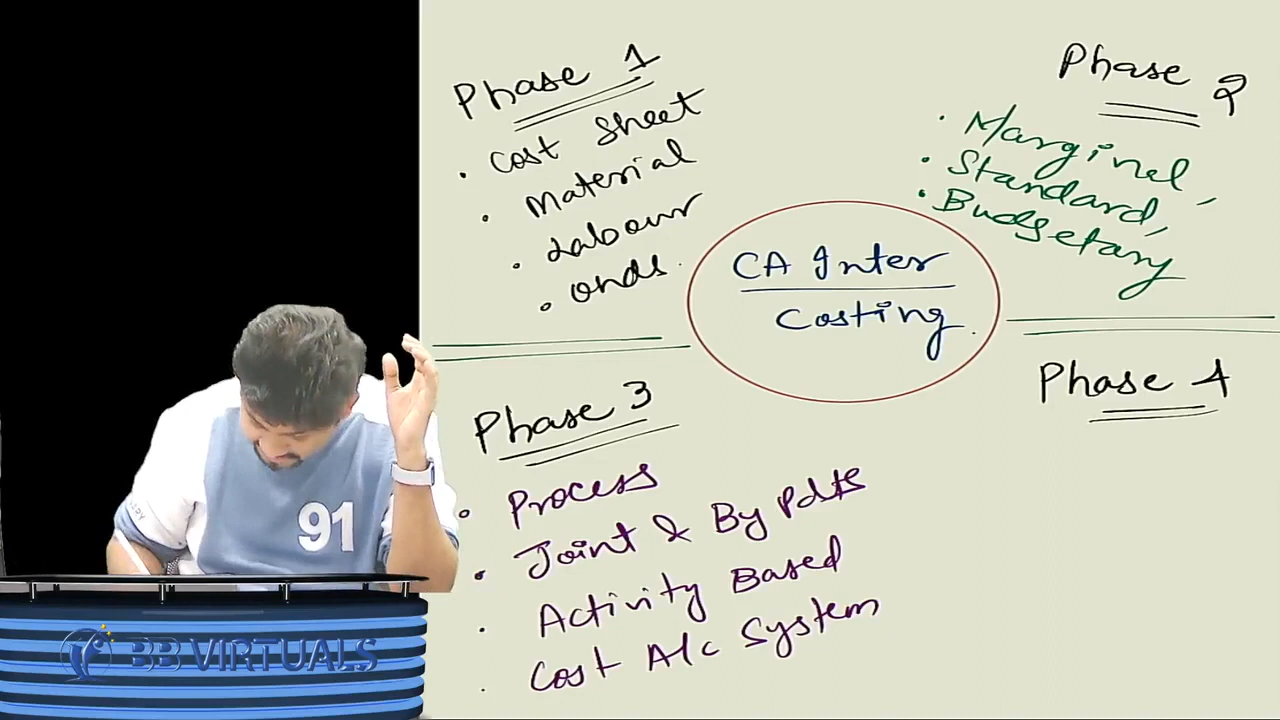 Phase 1
• Cost Sheet
• Material
• Labour
• OHDs.
Phase 2
• Marginal,
• Standard,
• Budgetary
CA Inter
Costing.
Phase 3
• Process
• Joint & By Pdts
• Activity Based
• Cost A/c System
Phase 4
91
BB VIRTUALS